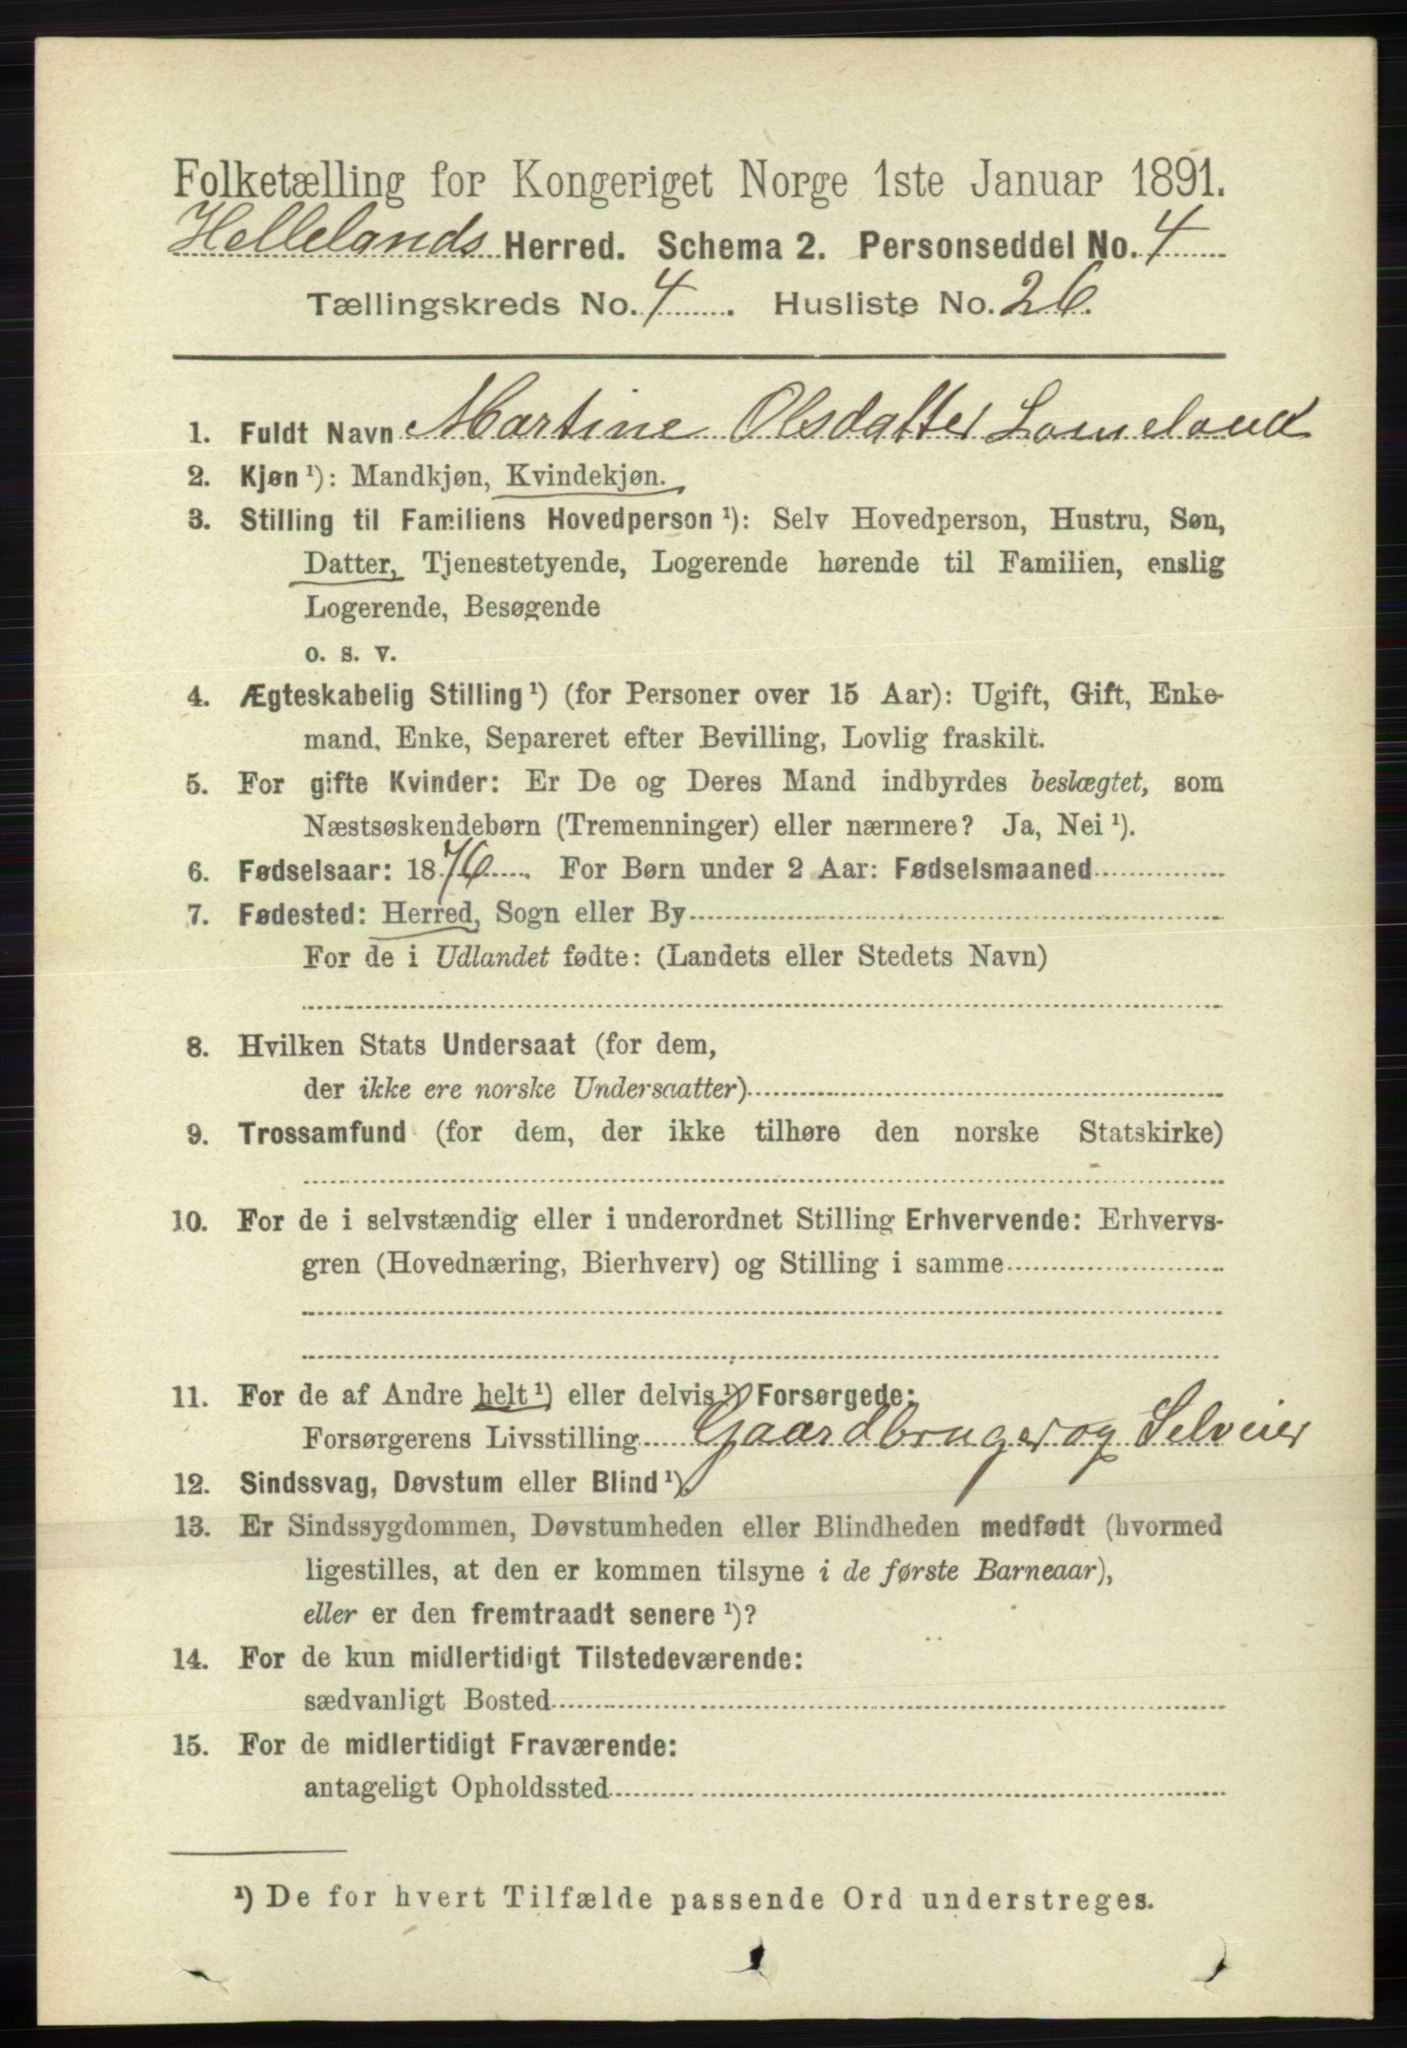 Folketælling for Kongeriget Norge 1ste Januar 1891.
Hellelands Herred. Schema 2. Personseddel No. 4
Tællingskreds No. 4. Husliste No. 26.
1. Fuldt Navn Martine Olsdatter Lomeland
2. Kjøn ¹): Mandkjøn, Kvindekjøn.
3. Stilling til Familiens Hovedperson ¹): Selv Hovedperson, Hustru, Søn,
Datter, Tjenestetyende, Logerende hørende til Familien, enslig
Logerende, Besøgende
o. s. v.
4. Ægteskabelig Stilling ¹) (for Personer over 15 Aar): Ugift, Gift, Enke-
mand, Enke, Separeret efter Bevilling, Lovlig fraskilt.
5. For gifte Kvinder: Er De og Deres Mand indbyrdes beslægtet, som
Næstsøskendebørn (Tremenninger) eller nærmere? Ja, Nei ¹).
6. Fødselsaar: 1876. For Børn under 2 Aar: Fødselsmaaned
7. Fødested: Herred, Sogn eller By
For de i Udlandet fødte: (Landets eller Stedets Navn)
8. Hvilken Stats Undersaat (for dem,
der ikke ere norske Undersaatter)
9. Trossamfund (for dem, der ikke tilhøre den norske Statskirke)
10. For de i selvstændig eller i underordnet Stilling Erhvervende: Erhvervs-
gren (Hovednæring, Bierhverv) og Stilling i samme
11. For de af Andre helt ¹) eller delvis ¹) Forsørgede:
Forsørgerens Livsstilling Gaardbruger og Selveier
12. Sindssvag, Døvstum eller Blind ¹).
13. Er Sindssygdommen, Døvstumheden eller Blindheden medfødt (hvormed
ligestilles, at den er kommen tilsyne i de første Barneaar),
eller er den fremtraadt senere ¹)?
14. For de kun midlertidigt Tilstedeværende:
sædvanligt Bosted
15. For de midlertidigt Fraværende:
antageligt Opholdssted
¹) De for hvert Tilfælde passende Ord understreges.